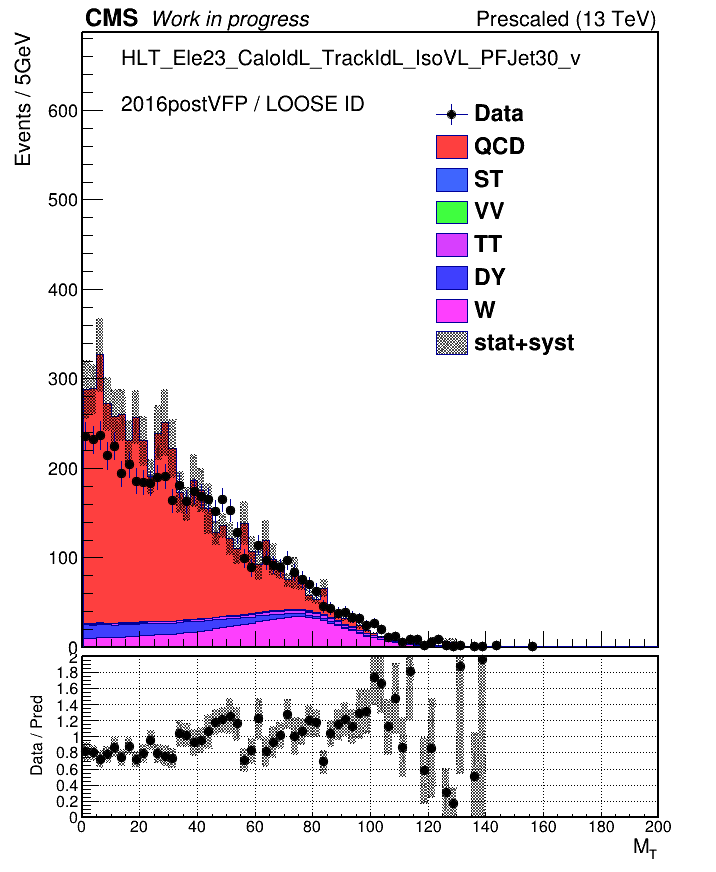 CMS Work in progress Prescaled (13 TeV)
Events / 5GeV
HLT_Ele23_CaloIdL_TrackIdL_IsoVL_PFJet30_v
2016postVFP / LOOSE ID
Data
QCD
ST
VV
TT
DY
W
stat+syst
600
500
400
300
200
100
0
Data / Pred
2
1.8
1.6
1.4
1.2
1
0.8
0.6
0.4
0.2
0
0 20 40 60 80 100 120 140 160 180 200
M_T